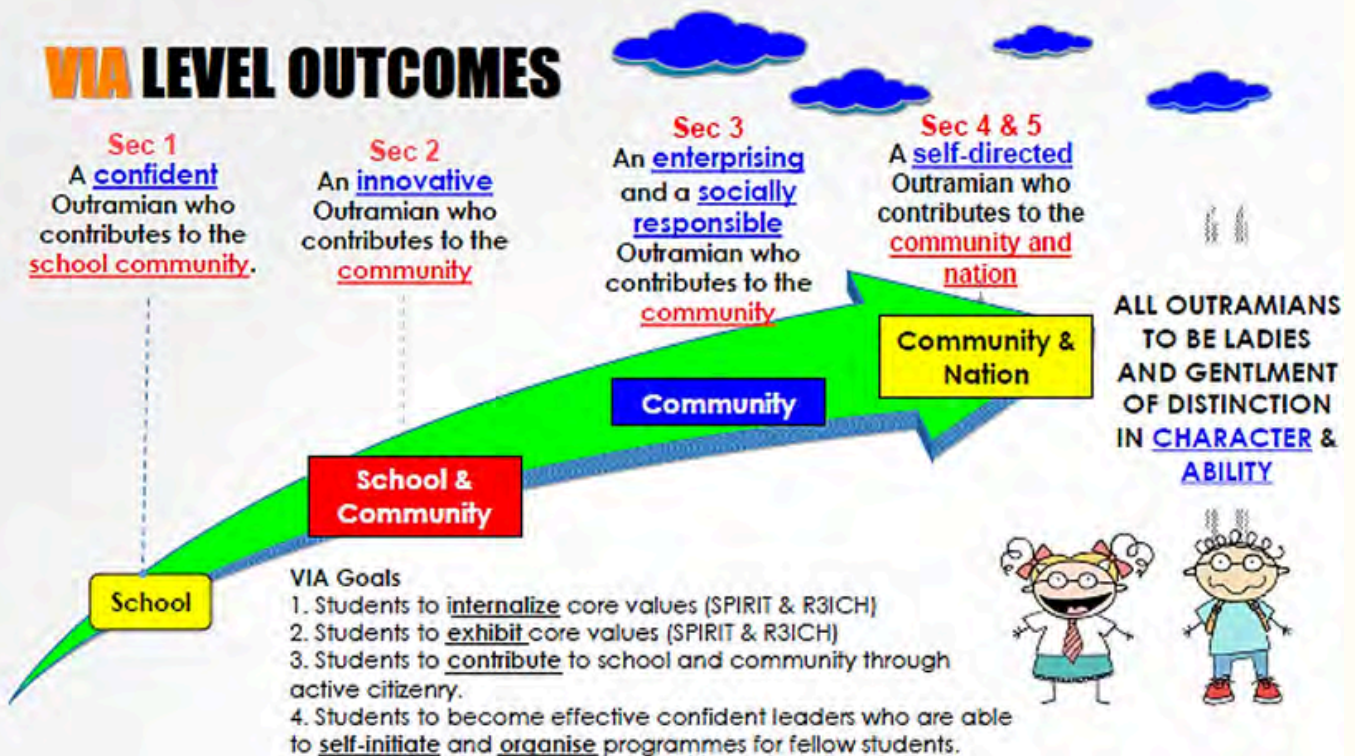 VIA LEVEL OUTCOMES
Sec 1
A confident
Outramian who
contributes to the
school community.
Sec 2
An innovative
Outramian who
contributes to the
community
Sec 3
An enterprising
and a socially
responsible
Outramian who
contributes to the
community
Sec 4 & 5
A self-directed
Outramian who
contributes to the
community and
nation
“
ALL OUTRAMIANS
TO BE LADIES
AND GENTLMENT
OF DISTINCTION
IN CHARACTER &
ABILITY
”
School
School &
Community
Community
Community &
Nation
VIA Goals
1. Students to internalize core values (SPIRIT & R3ICH)
2. Students to exhibit core values (SPIRIT & R3ICH)
3. Students to contribute to school and community through
active citizenry.
4. Students to become effective confident leaders who are able
to self-initiate and organise programmes for fellow students.